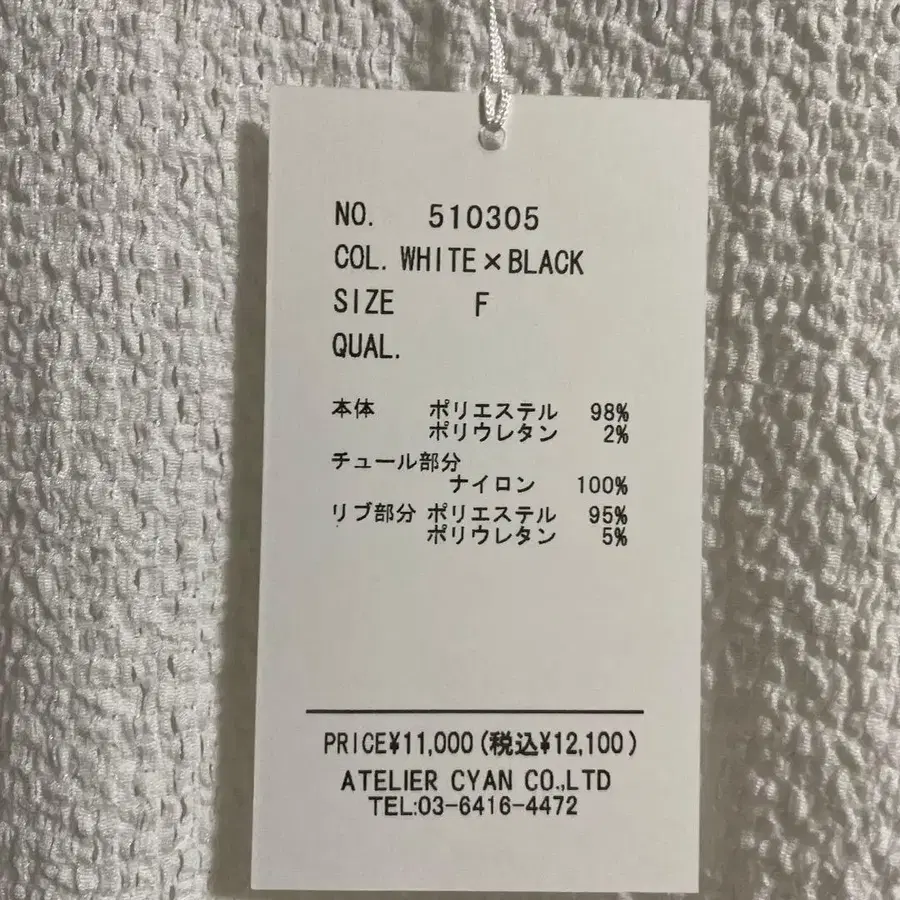 NO. 510305
COL. WHITE×BLACK
SIZE F
QUAL.
本体 ポリエステル 98%
ポリウレタン 2%
チュール部分
ナイロン 100%
リブ部分 ポリエステル 95%
ポリウレタン 5%
PRICE¥11,000(税込¥12,100)
ATELIER CYAN CO.,LTD
TEL:03-6416-4472